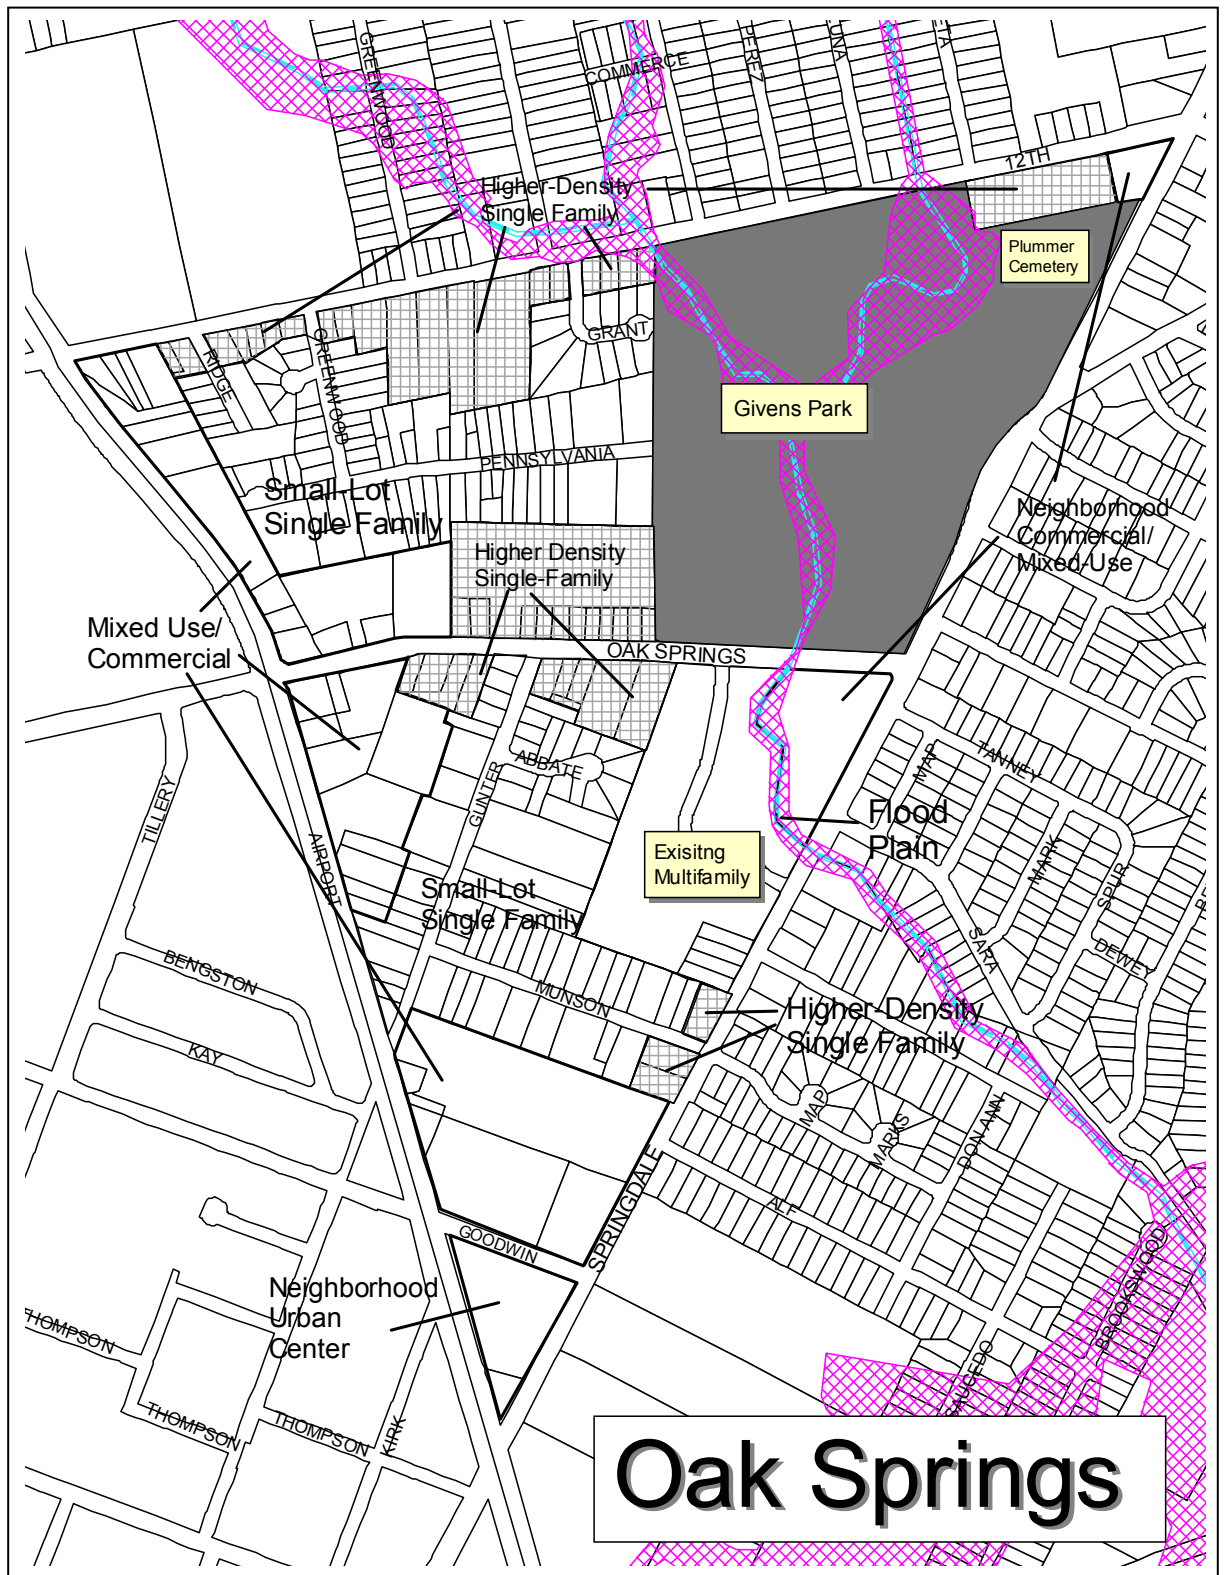 GREENWOOD
COMMERCE
PEREZ
LUNA
12TH
Higher-Density
Single Family
Plummer
Cemetery
GRANT
RIDGE
GREENWOOD
Givens Park
PENNSYLVANIA
Small-Lot
Single Family
Neighborhood
Commercial/
Mixed-Use
Higher Density
Single-Family
Mixed Use/
Commercial
OAK SPRINGS
MAP
TANNEY
ABBATE
GUNTER
TILLERY
AIRPORT
Flood
Plain
Exisitng
Multifamily
MARK
SPUR
Small-Lot
Single Family
SARA
DEWEY
BENGSTON
MUNSON
Higher-Density
Single Family
KAY
MAP
MARKS
DON ANN
SPRINGDALE
ALF
GOODWIN
Neighborhood
Urban
Center
BROOKSWOOD
THOMPSON
SAUCEDO
THOMPSON
THOMPSON
KIRK
Oak Springs